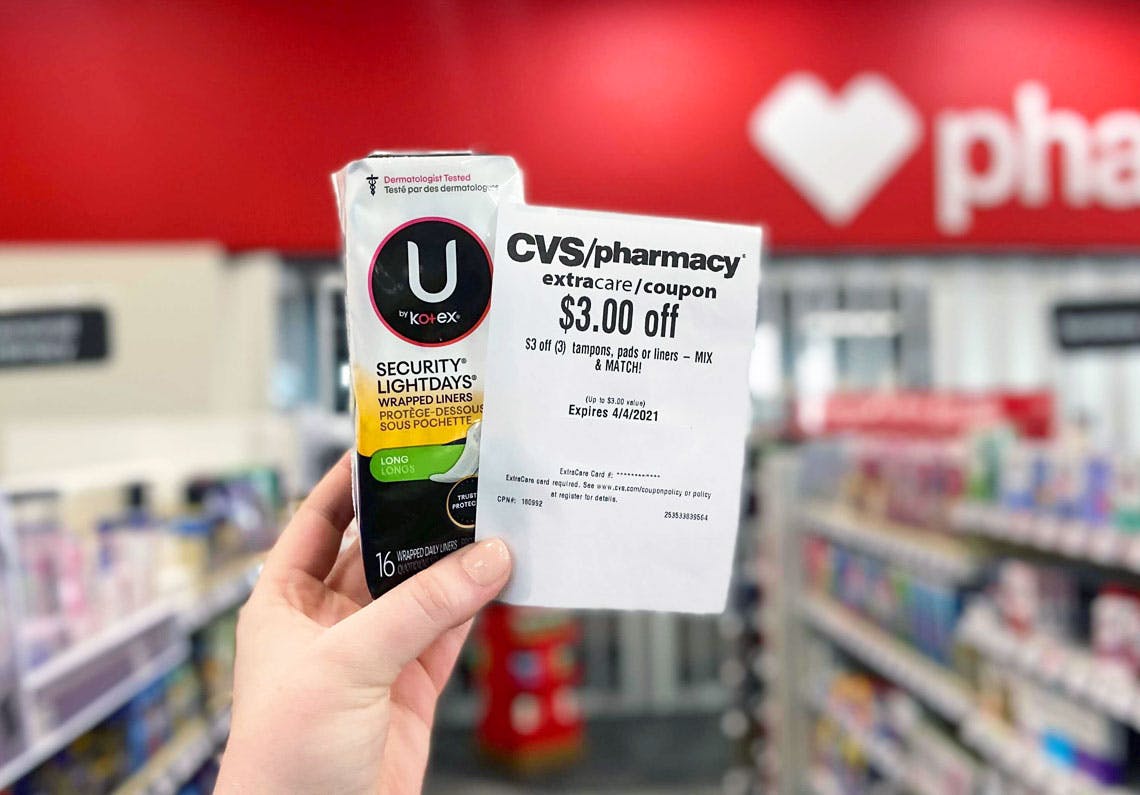 pha
Dermatologist Tested
Testé par des dermatologues
U
by kotex®
SECURITY®
LIGHTDAYS®
WRAPPED LINERS
PROTÈGE-DESSOUS
SOUS POCHETTE
LONG
LONGS
TRUST
PROTEC
16 WRAPPED DAILY LINERS
CVS/pharmacy®
extracare/coupon
$3.00 off
$3 off (3) tampons, pads or liners – MIX
& MATCH!
(Up to $3.00 value)
Expires 4/4/2021
ExtraCare Card #: ************
ExtraCare card required. See www.cvs.com/couponpolicy or policy
at register for details.
CPN#: 160992
253533839564